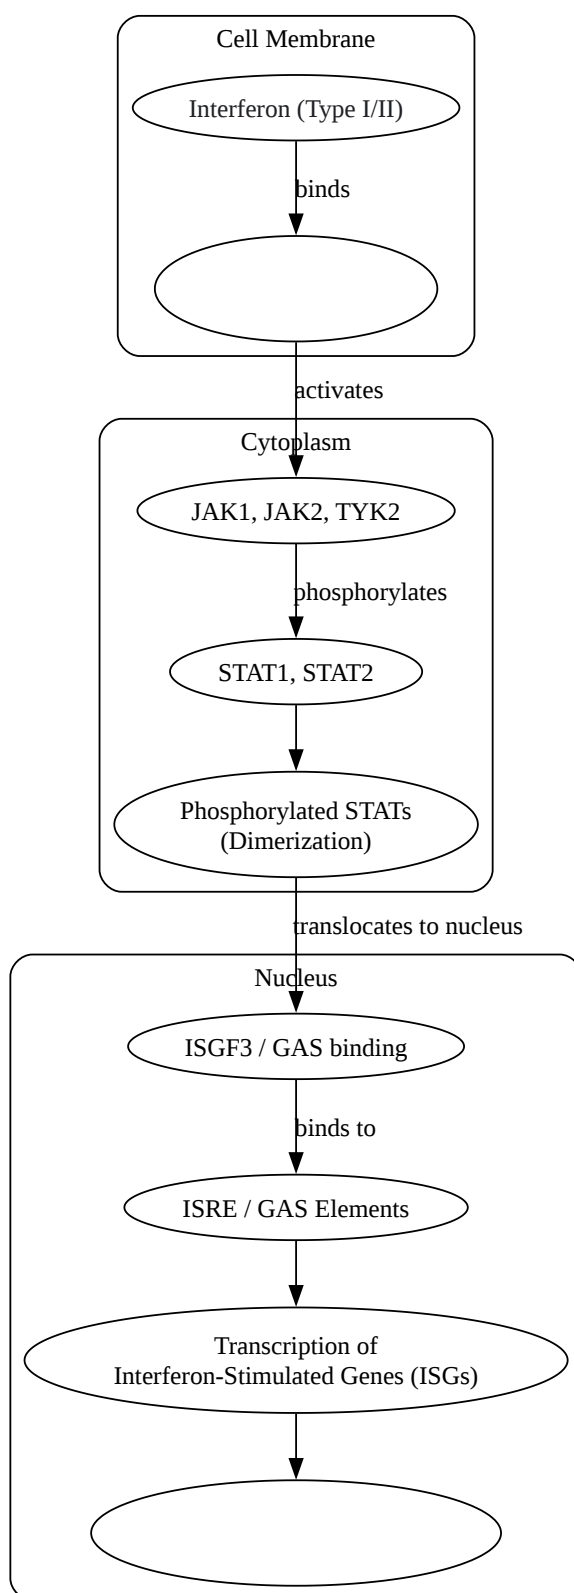 Cell Membrane
Interferon (Type I/II)
binds
activates
Cytoplasm
JAK1, JAK2, TYK2
phosphorylates
STAT1, STAT2
Phosphorylated STATs
(Dimerization)
translocates to nucleus
Nucleus
ISGF3 / GAS binding
binds to
ISRE / GAS Elements
Transcription of
Interferon-Stimulated Genes (ISGs)